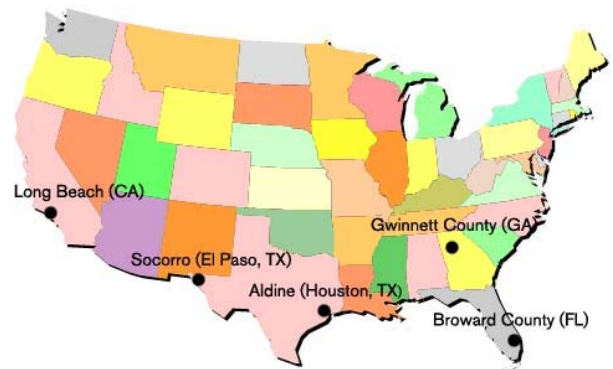 Long Beach (CA)
Gwinnett County (GA)
Socorro (El Paso, TX)
Aldine (Houston, TX)
Broward County (FL)